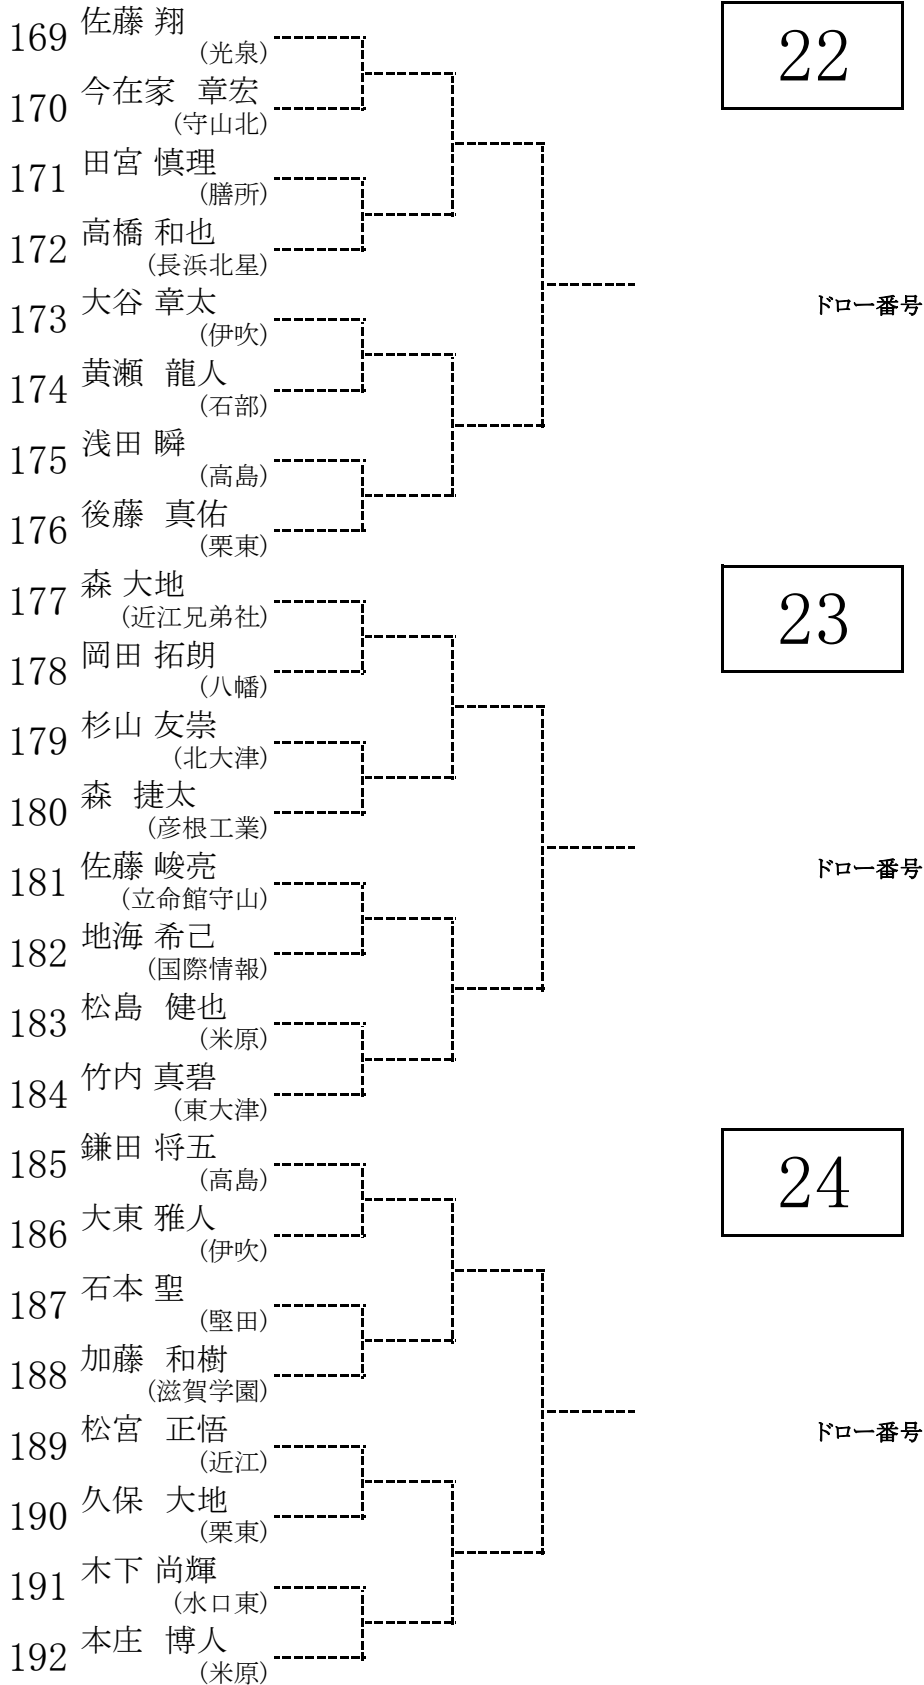 22
169 佐藤 翔
(光泉)
170 今在家 章宏
(守山北)
171 田宮 慎理
(膳所)
172 高橋 和也
(長浜北星)
173 大谷 章太
(伊吹)
ドロー番号
174 黄瀬 龍人
(石部)
175 浅田 瞬
(高島)
176 後藤 真佑
(栗東)
23
177 森 大地
(近江兄弟社)
178 岡田 拓朗
(八幡)
179 杉山 友崇
(北大津)
180 森 捷太
(彦根工業)
181 佐藤 峻亮
(立命館守山)
ドロー番号
182 地海 希己
(国際情報)
183 松島 健也
(米原)
184 竹内 真碧
(東大津)
24
185 鎌田 将五
(高島)
186 大東 雅人
(伊吹)
187 石本 聖
(堅田)
188 加藤 和樹
(滋賀学園)
189 松宮 正悟
(近江)
ドロー番号
190 久保 大地
(栗東)
191 木下 尚輝
(水口東)
192 本庄 博人
(米原)